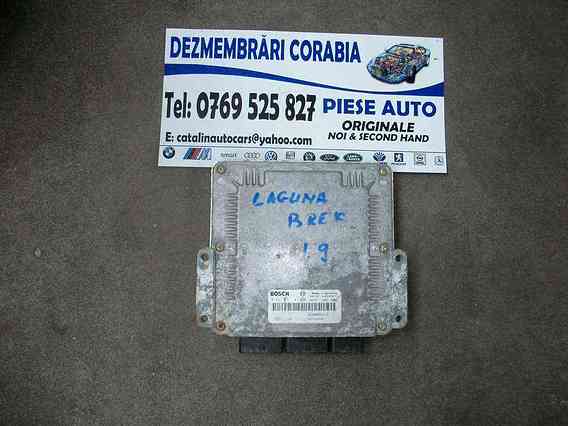 DEZMEMBRĂRI CORABIA
Tel: 0769 525 827
PIESE AUTO
ORIGINALE
NOI & SECOND HAND
E: catalinautocars@yahoo.com
smart
LAGUNA
BREK
1.9
BOSCH